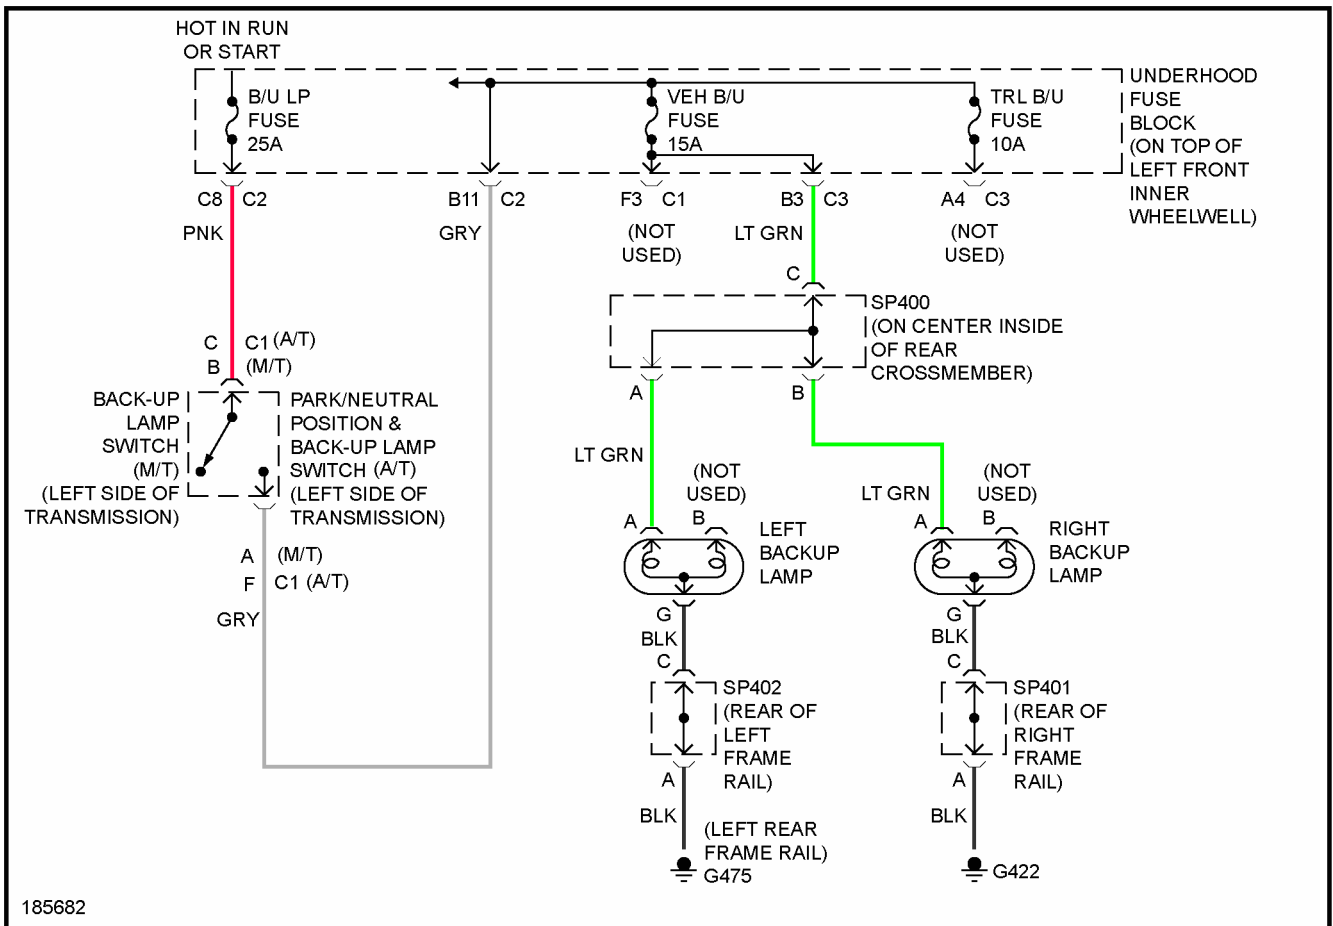 HOT IN RUN
OR START
B/U LP
FUSE
25A
VEH B/U
FUSE
15A
TRL B/U
FUSE
10A
UNDERHOOD
FUSE
BLOCK
(ON TOP OF
LEFT FRONT
INNER
WHEELWELL)
C8 C2
B11 C2
F3 C1
B3 C3
A4 C3
PNK
GRY
(NOT
USED)
LT GRN
(NOT
USED)
C
SP400
(ON CENTER INSIDE
OF REAR
CROSSMEMBER)
A
B
C C1 (A/T)
B (M/T)
BACK-UP
LAMP
SWITCH
(M/T)
(LEFT SIDE OF
TRANSMISSION)
PARK/NEUTRAL
POSITION &
BACK-UP LAMP
SWITCH (A/T)
(LEFT SIDE OF
TRANSMISSION)
A (M/T)
F C1 (A/T)
GRY
LT GRN
(NOT
USED)
A
B
LEFT
BACKUP
LAMP
LT GRN
(NOT
USED)
A
B
RIGHT
BACKUP
LAMP
G
BLK
C
SP402
(REAR OF
LEFT
FRAME
RAIL)
A
BLK
(LEFT REAR
FRAME RAIL)
G475
G
BLK
C
SP401
(REAR OF
RIGHT
FRAME
RAIL)
A
BLK
G422
185682